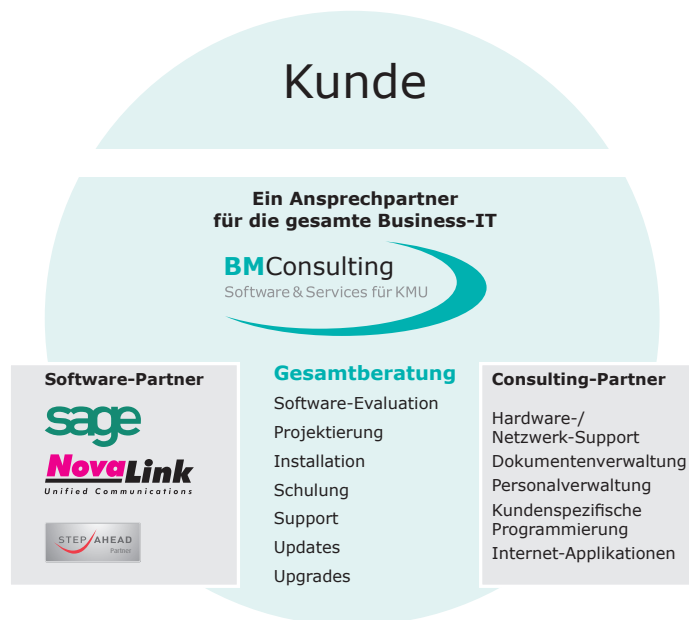 Kunde
Ein Ansprechpartner
für die gesamte Business-IT
BMConsulting
Software & Services für KMU
Software-Partner
sage
NovaLink
Unified Communications
STEP AHEAD
Partner
Gesamtberatung
Software-Evaluation
Projektierung
Installation
Schulung
Support
Updates
Upgrades
Consulting-Partner
Hardware-/
Netzwerk-Support
Dokumentenverwaltung
Personalverwaltung
Kundenspezifische
Programmierung
Internet-Applikationen